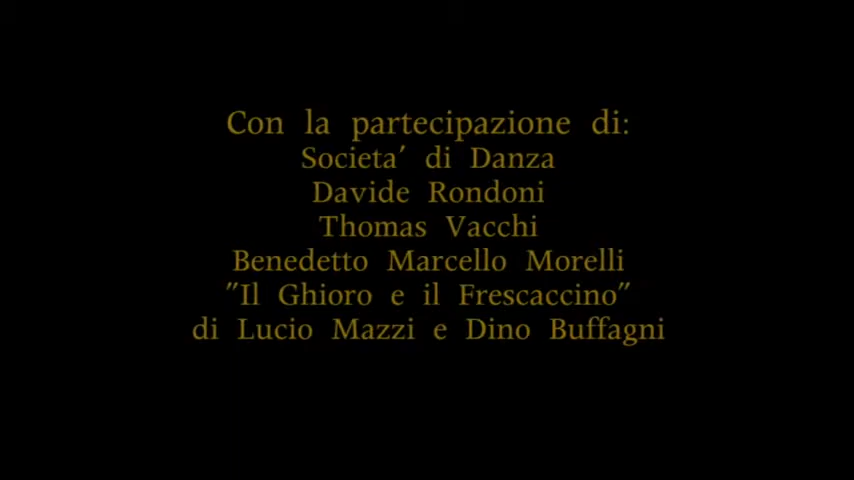 Con la partecipazione di:
Societa' di Danza
Davide Rondoni
Thomas Vacchi
Benedetto Marcello Morelli
"Il Ghioro e il Frescaccino"
di Lucio Mazzi e Dino Buffagni